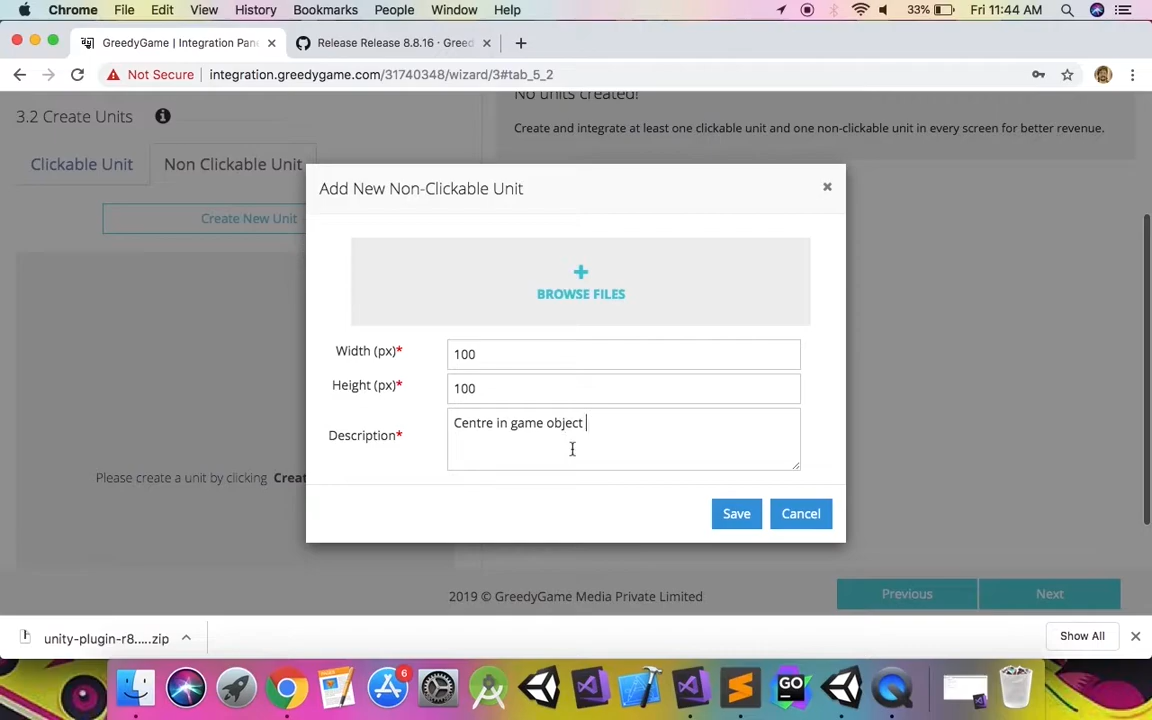 Chrome File Edit View History Bookmarks People Window Help 33% Fri 11:44 AM
GreedyGame | Integration Pane
Release Release 8.8.16 · Greed
Not Secure integration.greedygame.com/31740348/wizard/3#tab_5_2
3.2 Create Units
No units created!
Create and integrate at least one clickable unit and one non-clickable unit in every screen for better revenue.
Clickable Unit Non Clickable Unit
Create New Unit
Add New Non-Clickable Unit
BROWSE FILES
Width (px)* 100
Height (px)* 100
Description* Centre in game object
Please create a unit by clicking Creat
Save Cancel
2019 © GreedyGame Media Private Limited
Previous Next
unity-plugin-r8.....zip
Show All
6
GO